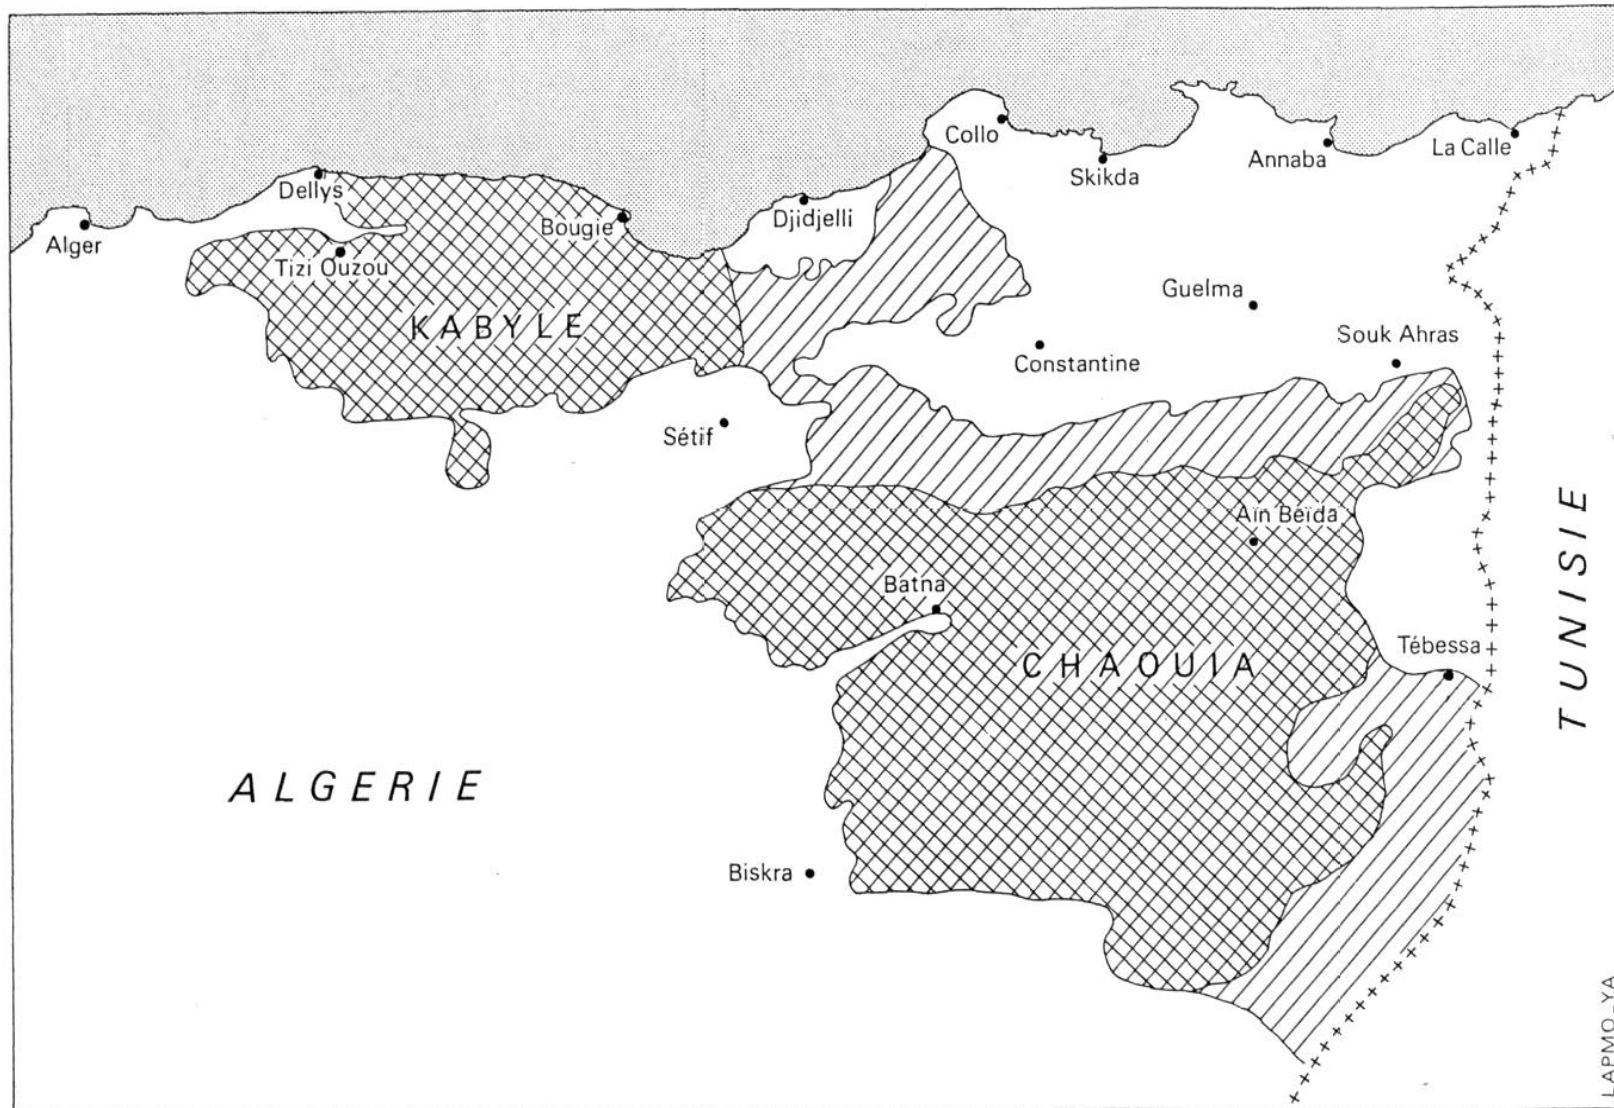 Collo
Skikda
Annaba
La Calle
Dellys
Alger
Bougie
Djidjelli
Tizi Ouzou
KABYLE
Guelma
Constantine
Souk Ahras
Sétif
Aïn Béïda
Batna
CHAOUIA
Tébessa
TUNISIE
ALGERIE
Biskra
LAPMO_YA